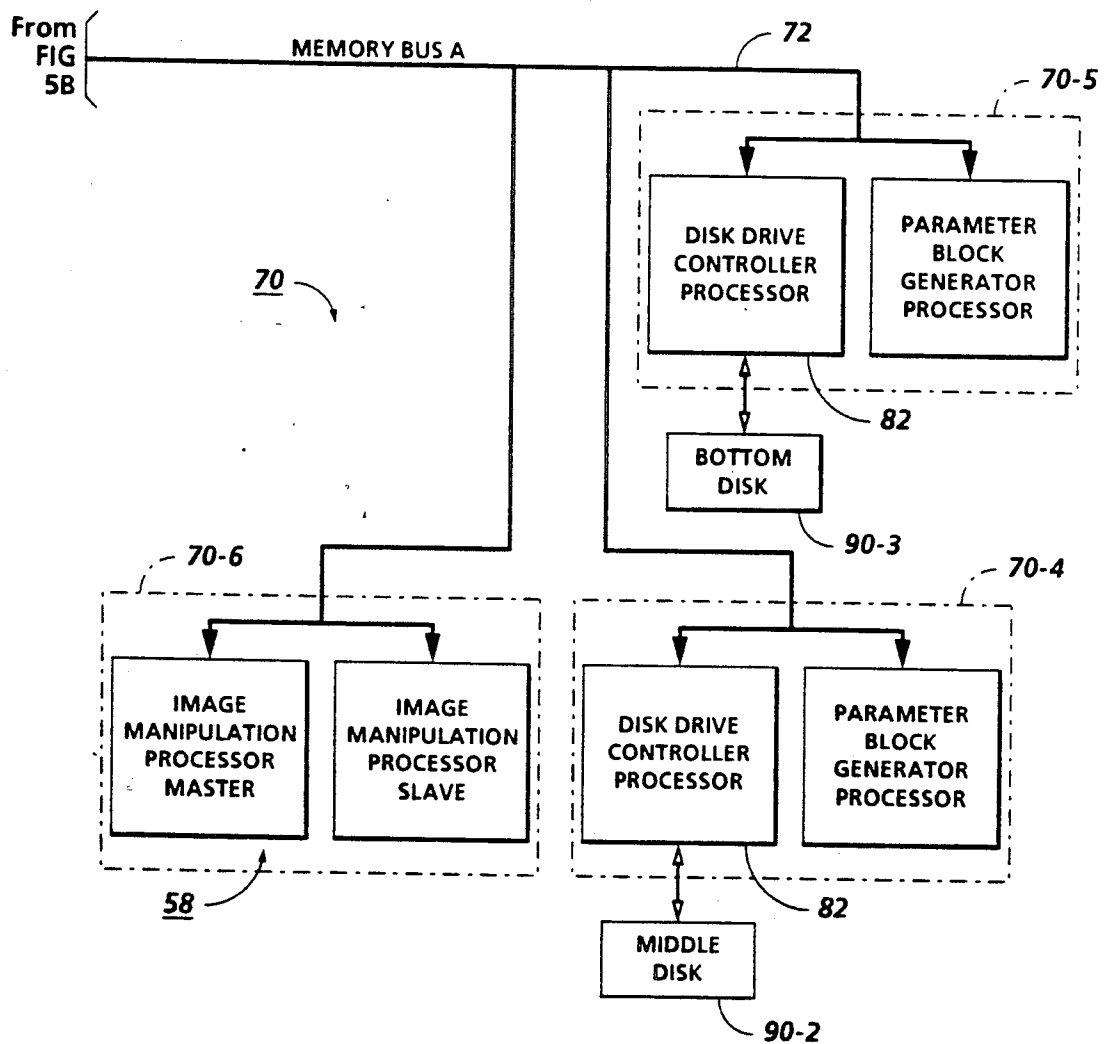 From
FIG
5B
MEMORY BUS A
72
70-5
DISK DRIVE
CONTROLLER
PROCESSOR
PARAMETER
BLOCK
GENERATOR
PROCESSOR
70
82
BOTTOM
DISK
90-3
70-6
70-4
IMAGE
MANIPULATION
PROCESSOR
MASTER
IMAGE
MANIPULATION
PROCESSOR
SLAVE
DISK DRIVE
CONTROLLER
PROCESSOR
PARAMETER
BLOCK
GENERATOR
PROCESSOR
58
82
MIDDLE
DISK
90-2